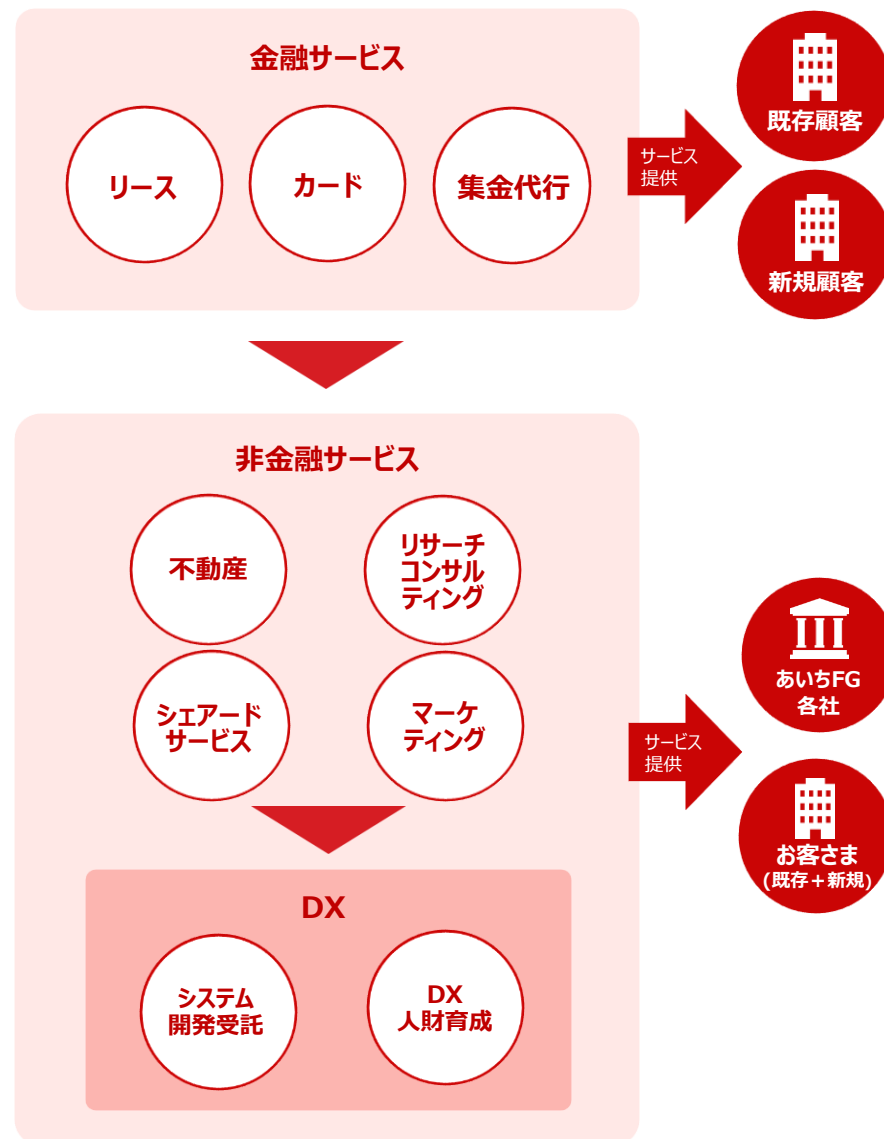 金融サービス
リース
カード
集金代行
サービス
提供
既存顧客
新規顧客
非金融サービス
不動産
リサーチ
コンサル
ティング
シェアード
サービス
マーケ
ティング
サービス
提供
あいちFG
各社
お客さま
(既存+新規)
DX
システム
開発受託
DX
人財育成